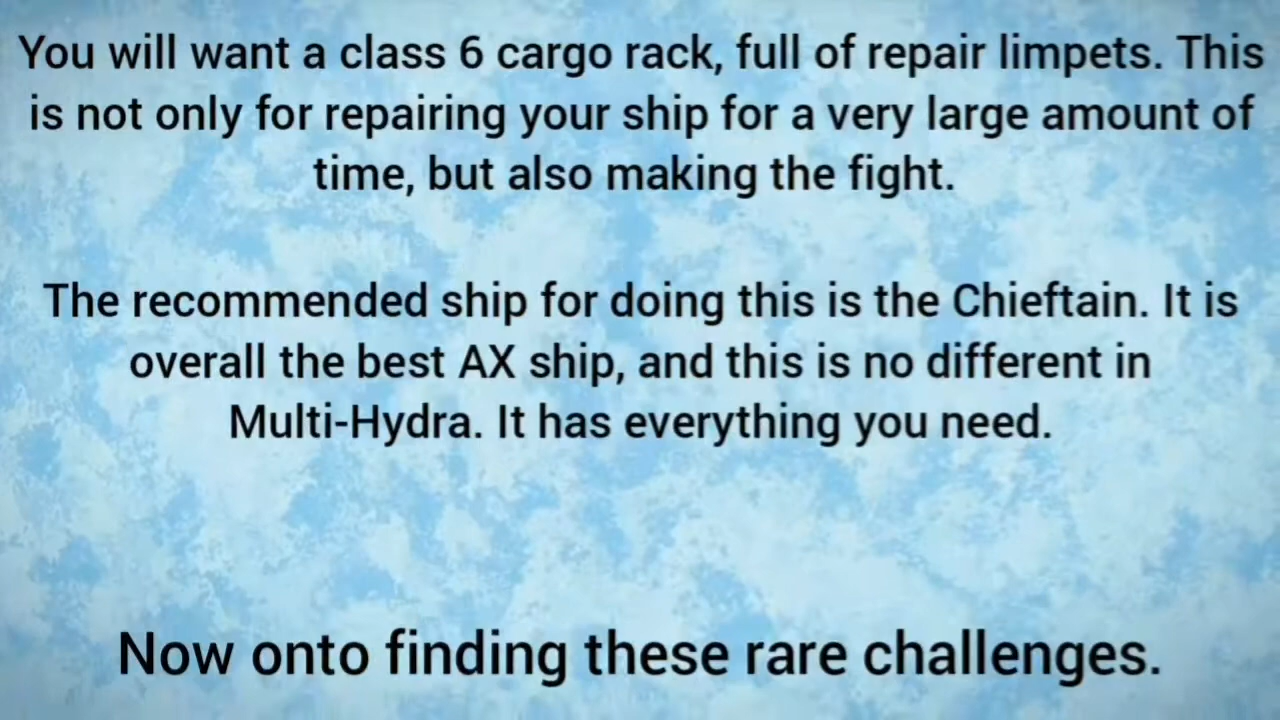 You will want a class 6 cargo rack, full of repair limpets. This
is not only for repairing your ship for a very large amount of
time, but also making the fight.
The recommended ship for doing this is the Chieftain. It is
overall the best AX ship, and this is no different in
Multi-Hydra. It has everything you need.
Now onto finding these rare challenges.